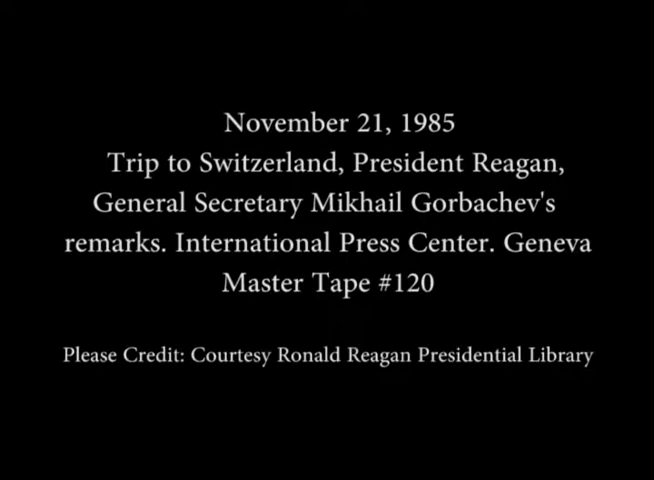 November 21, 1985
Trip to Switzerland, President Reagan,
General Secretary Mikhail Gorbachev's
remarks. International Press Center. Geneva
Master Tape #120
Please Credit: Courtesy Ronald Reagan Presidential Library